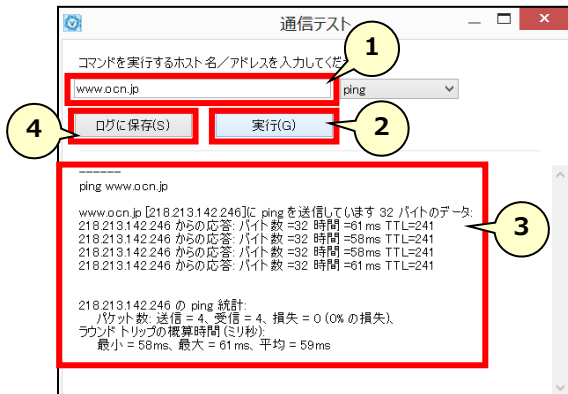 通信テスト
コマンドを実行するホスト名／アドレスを入力してくだ
1
www.ocn.jp
ping
4
ログに保存(S)
実行(G)
2
------
ping www.ocn.jp
www.ocn.jp [218.213.142.246]に ping を送信しています 32 バイトのデータ:
3
218.213.142.246 からの応答: バイト数 =32 時間 =61ms TTL=241
218.213.142.246 からの応答: バイト数 =32 時間 =58ms TTL=241
218.213.142.246 からの応答: バイト数 =32 時間 =58ms TTL=241
218.213.142.246 からの応答: バイト数 =32 時間 =61ms TTL=241
218.213.142.246 の ping 統計:
パケット数: 送信 = 4、受信 = 4、損失 = 0 (0% の損失)、
ラウンド トリップの概算時間 (ミリ秒):
最小 = 58ms、最大 = 61ms、平均 = 59ms